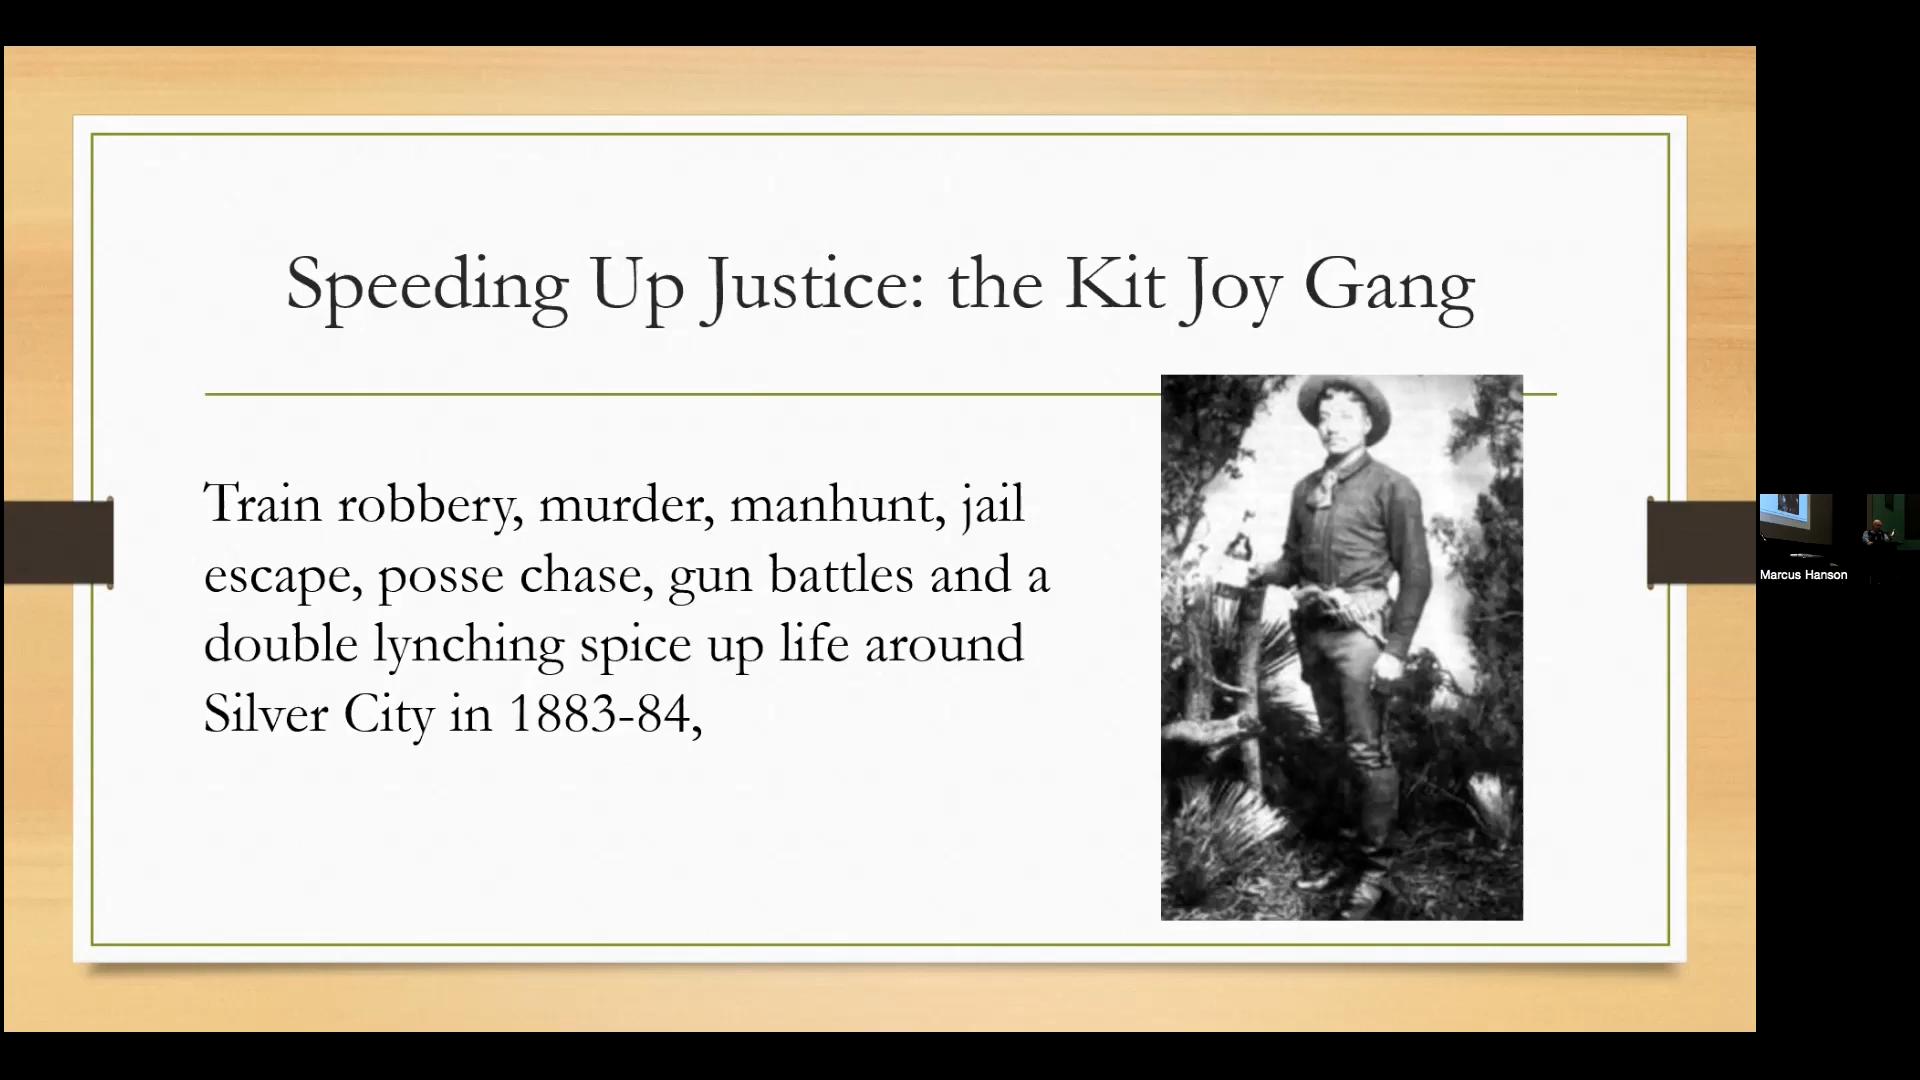 Speeding Up Justice: the Kit Joy Gang
Train robbery, murder, manhunt, jail
escape, posse chase, gun battles and a
double lynching spice up life around
Silver City in 1883-84,
Marcus Hanson